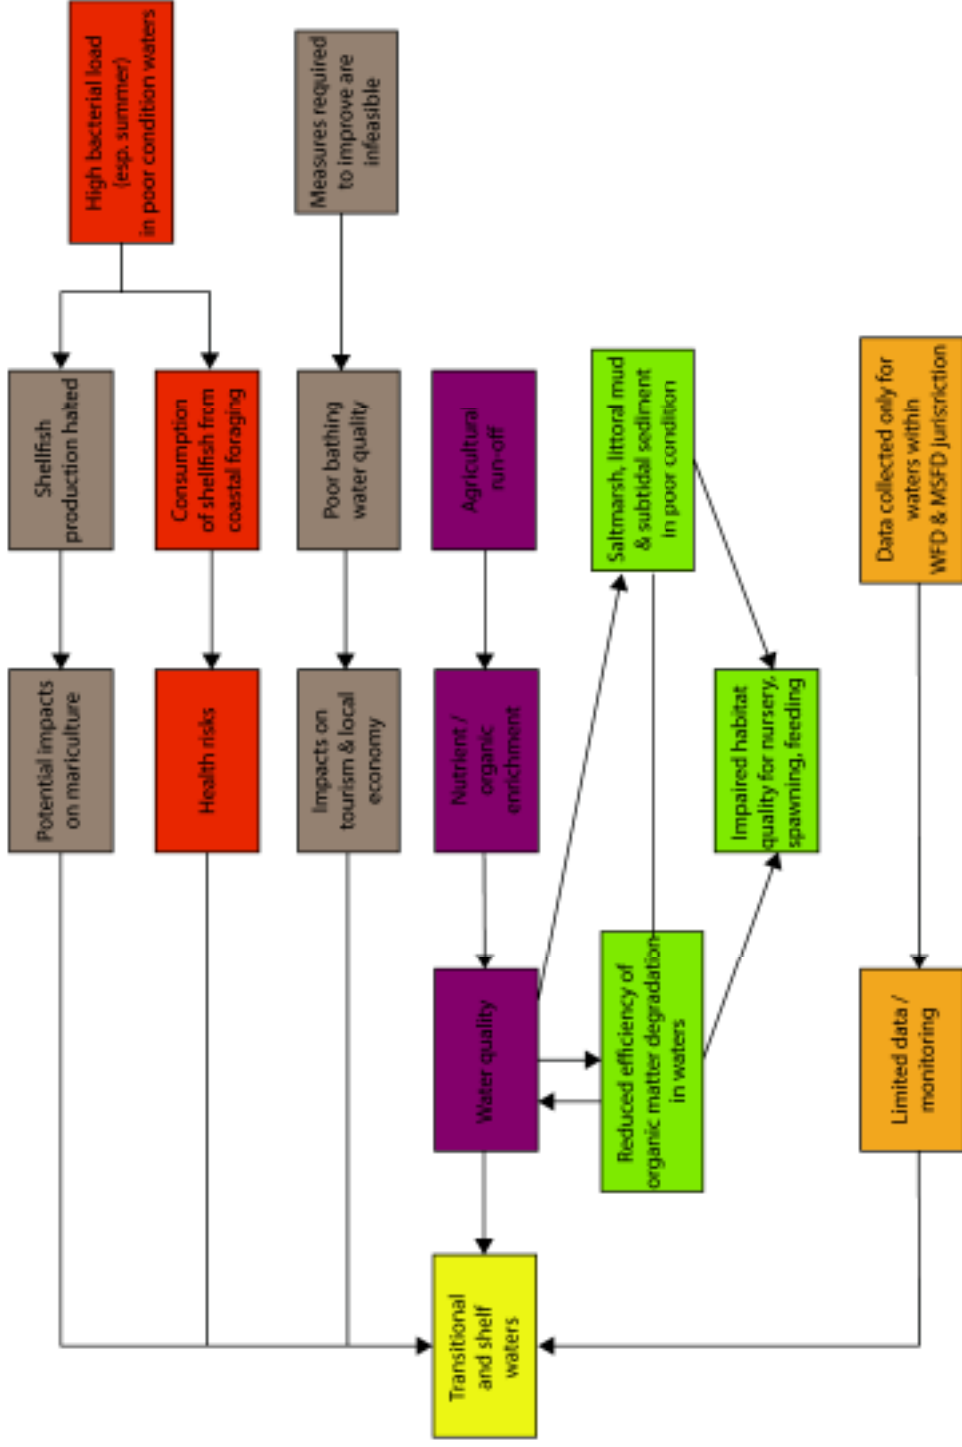 High bacterial load
(esp. summer)
in poor condition waters
Measures required
to improve are
infeasible
Shellfish
production hated
Consumption
of shellfish frcm
coastal foraging
Poor bathing
water quality
Agricultural
run-off
Saltmarsh, littoral mud
& subtidal sediment
in poor condition
Data collected orly for
waters within
WFD & MSFD jurisriction
Potential impacts
on mariculture
Health risks
Impacts on
tourism & local
economy
Nutrient /
organic
enrichment
Impaired habitat
quality for nursery,
spawning, feeding
Water quality
Reduced efficiency of
organic matter degradation
in waters
Limited data /
monitoring
Transitional
and shelf
waters